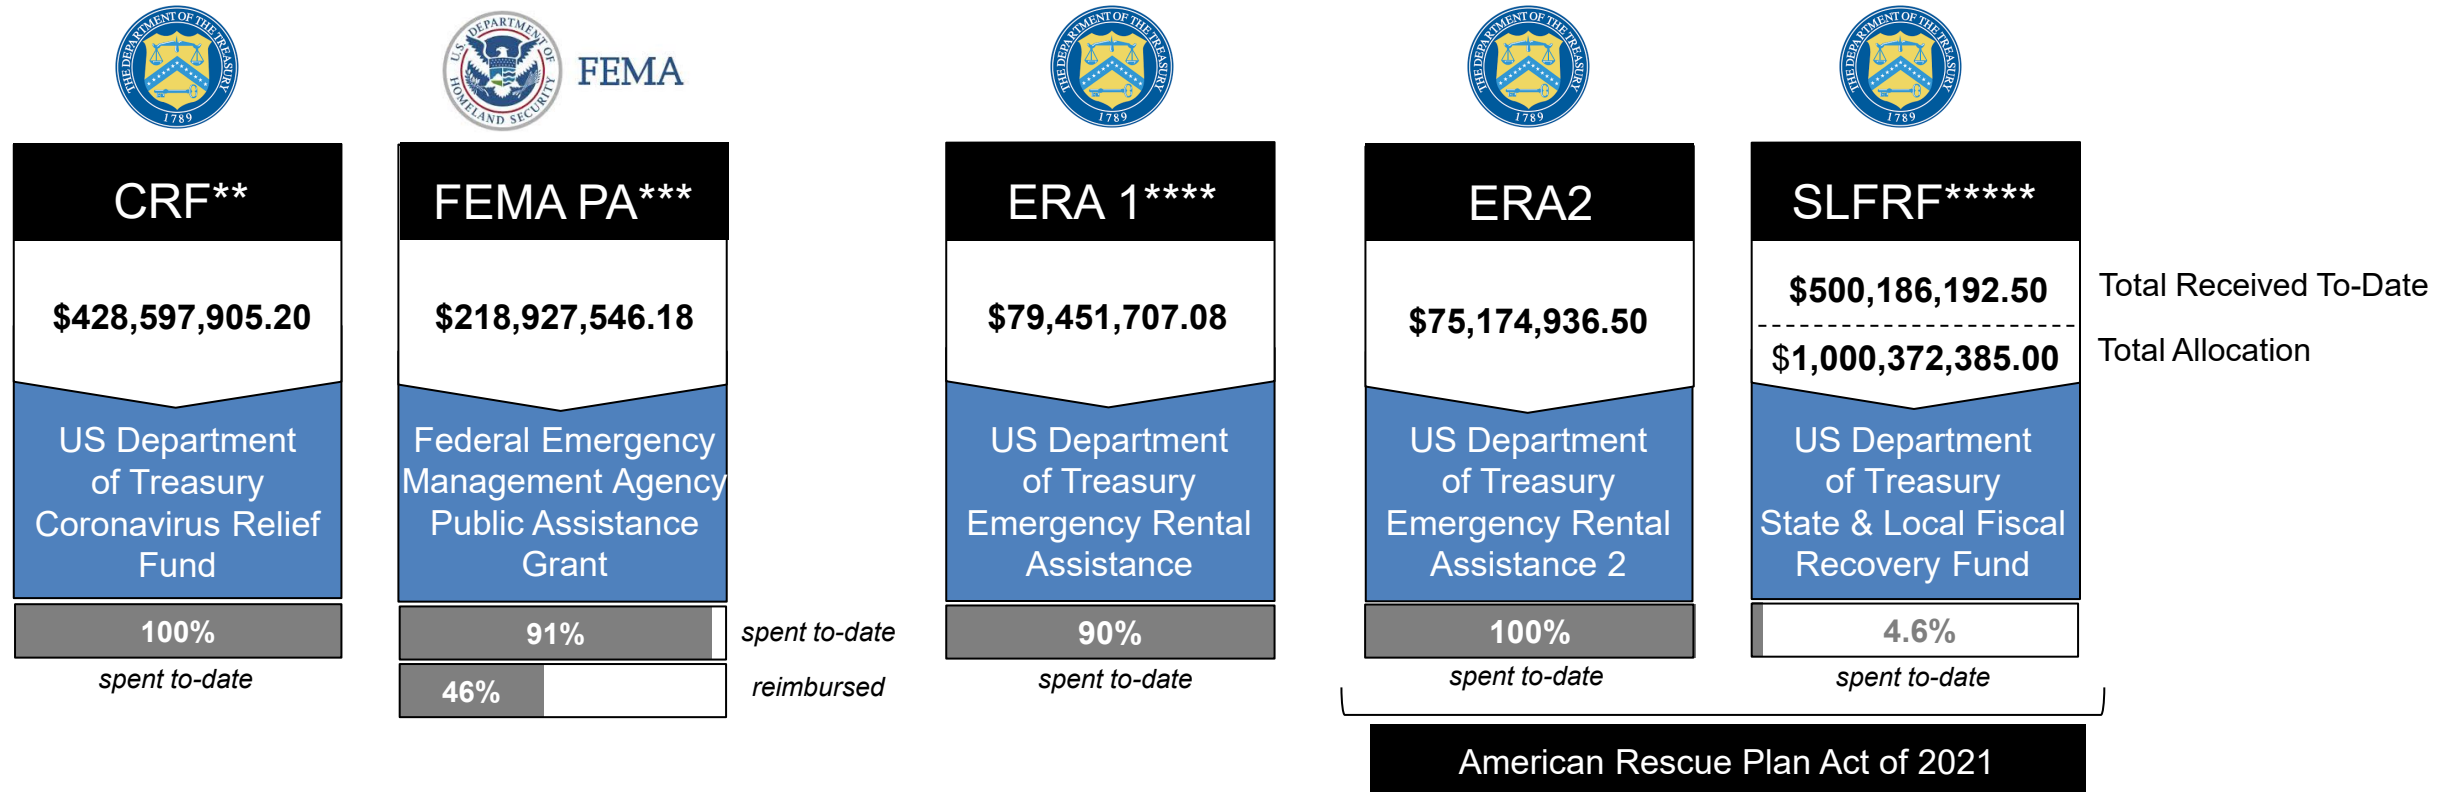 THE DEPARTMENT OF THE TREASURY
1789
U.S. DEPARTMENT OF HOMELAND SECURITY
FEMA
THE DEPARTMENT OF THE TREASURY
1789
THE DEPARTMENT OF THE TREASURY
1789
THE DEPARTMENT OF THE TREASURY
1789
CRF**
$428,597,905.20
US Department
of Treasury
Coronavirus Relief
Fund
100%
spent to-date
FEMA PA***
$218,927,546.18
Federal Emergency
Management Agency
Public Assistance
Grant
91%
spent to-date
46%
reimbursed
ERA 1****
$79,451,707.08
US Department
of Treasury
Emergency Rental
Assistance
90%
spent to-date
ERA2
$75,174,936.50
US Department
of Treasury
Emergency Rental
Assistance 2
100%
spent to-date
SLFRF*****
$500,186,192.50
Total Received To-Date
$1,000,372,385.00
Total Allocation
US Department
of Treasury
State & Local Fiscal
Recovery Fund
4.6%
spent to-date
American Rescue Plan Act of 2021